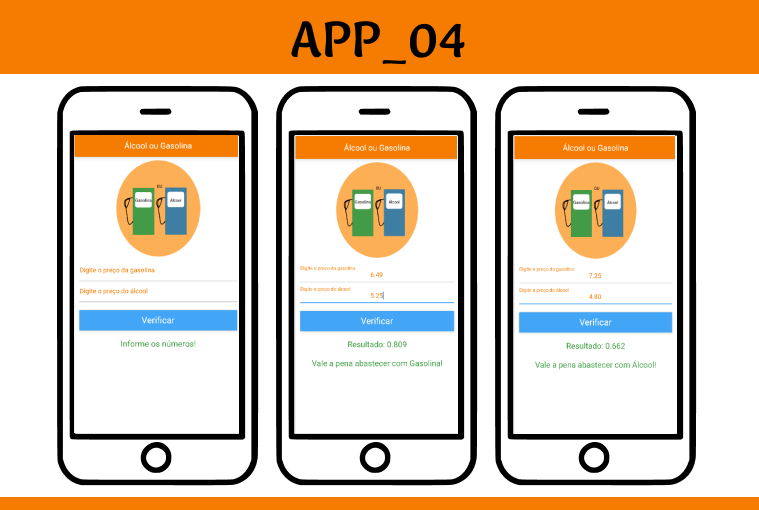 APP_04
Álcool ou Gasolina
ou
Gasolina
Álcool
Digite o preço da gasolina
Digite o preço do álcool
Verificar
Informe os números!
Álcool ou Gasolina
ou
Gasolina
Álcool
Digite o preço da gasolina
6.49
Digite o preço do álcool
5.25
Verificar
Resultado: 0.809
Vale a pena abastecer com Gasolina!
Álcool ou Gasolina
ou
Gasolina
Álcool
Digite o preço da gasolina
7.25
Digite o preço do álcool
4.80
Verificar
Resultado: 0.662
Vale a pena abastecer com Álcool!